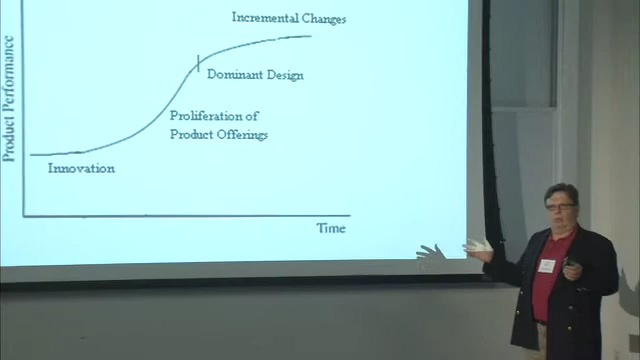 Incremental Changes
Dominant Design
Proliferation of
Product Offerings
Innovation
Product Performance
Time